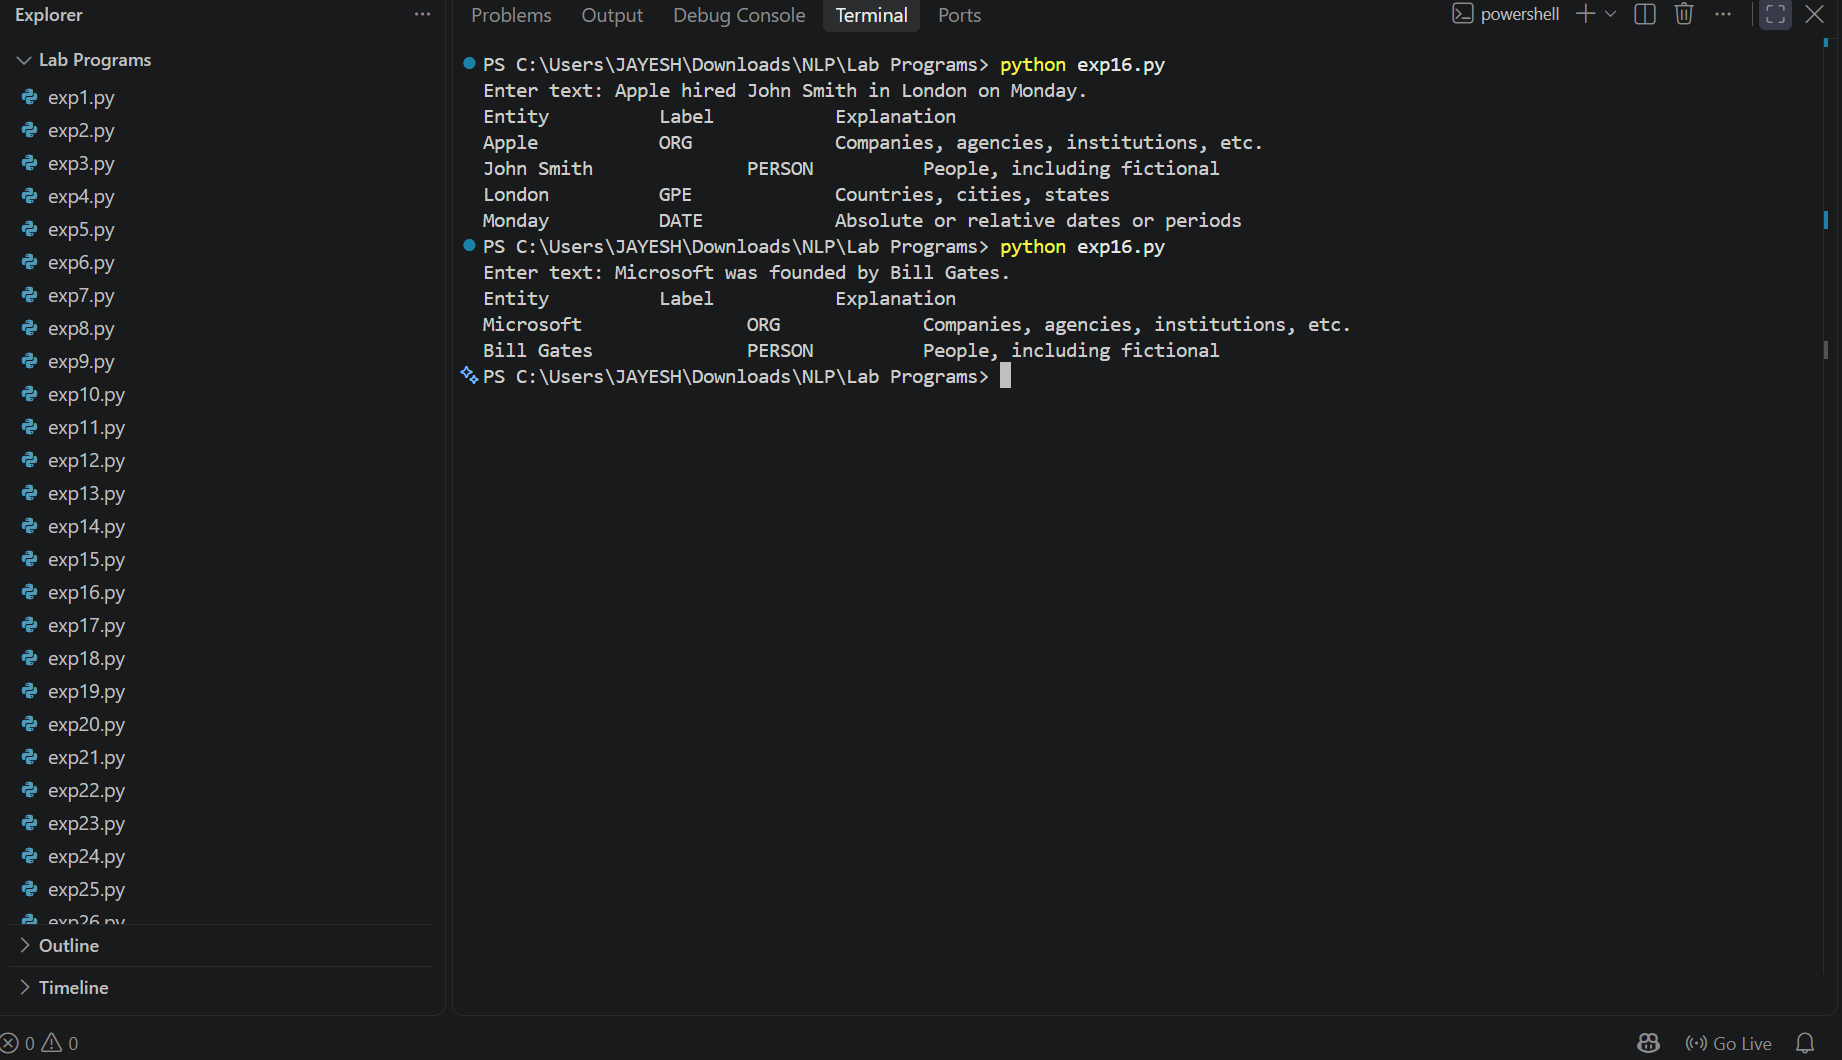 Explorer
Lab Programs
exp1.py
exp2.py
exp3.py
exp4.py
exp5.py
exp6.py
exp7.py
exp8.py
exp9.py
exp10.py
exp11.py
exp12.py
exp13.py
exp14.py
exp15.py
exp16.py
exp17.py
exp18.py
exp19.py
exp20.py
exp21.py
exp22.py
exp23.py
exp24.py
exp25.py
exp26.py
Outline
Timeline
Problems Output Debug Console Terminal Ports powershell
PS C:\Users\JAYESH\Downloads\NLP\Lab Programs> python exp16.py
Enter text: Apple hired John Smith in London on Monday.
Entity          Label           Explanation
Apple           ORG             Companies, agencies, institutions, etc.
John Smith              PERSON          People, including fictional
London          GPE             Countries, cities, states
Monday          DATE            Absolute or relative dates or periods
PS C:\Users\JAYESH\Downloads\NLP\Lab Programs> python exp16.py
Enter text: Microsoft was founded by Bill Gates.
Entity          Label           Explanation
Microsoft               ORG             Companies, agencies, institutions, etc.
Bill Gates              PERSON          People, including fictional
PS C:\Users\JAYESH\Downloads\NLP\Lab Programs>
0 0 Go Live